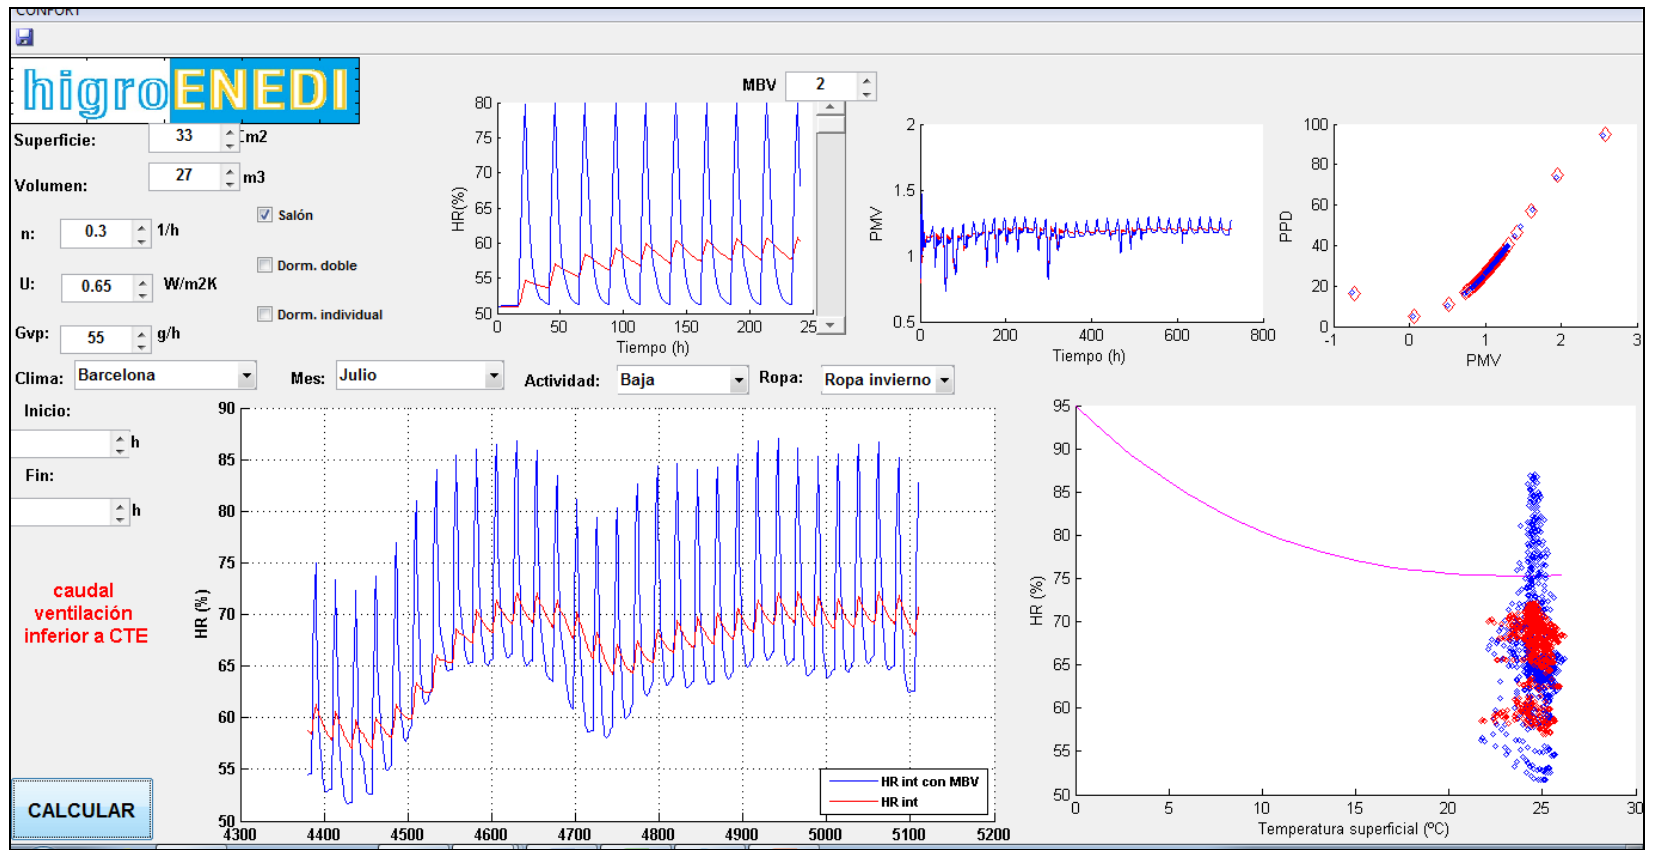 CONFORT
higroENEDI
MBV 2
Superficie: 33 m2
Volumen: 27 m3
n: 0.3 1/h
U: 0.65 W/m2K
Gvp: 55 g/h
Salón
Dorm. doble
Dorm. individual
80
75
70
65
60
55
50
HR(%)
0 50 100 150 200 25
Tiempo (h)
2
1.5
1
0.5
PMV
0 200 400 600 800
Tiempo (h)
100
80
60
40
20
0
PPD
-1 0 1 2 3
PMV
Clima: Barcelona Mes: Julio Actividad: Baja Ropa: Ropa invierno
Inicio:
h
Fin:
h
caudal
ventilación
inferior a CTE
CALCULAR
90
85
80
75
70
65
60
55
50
HR (%)
4300 4400 4500 4600 4700 4800 4900 5000 5100 5200
HR int con MBV
HR int
95
90
85
80
75
70
65
60
55
50
HR (%)
0 5 10 15 20 25 30
Temperatura superficial (ºC)